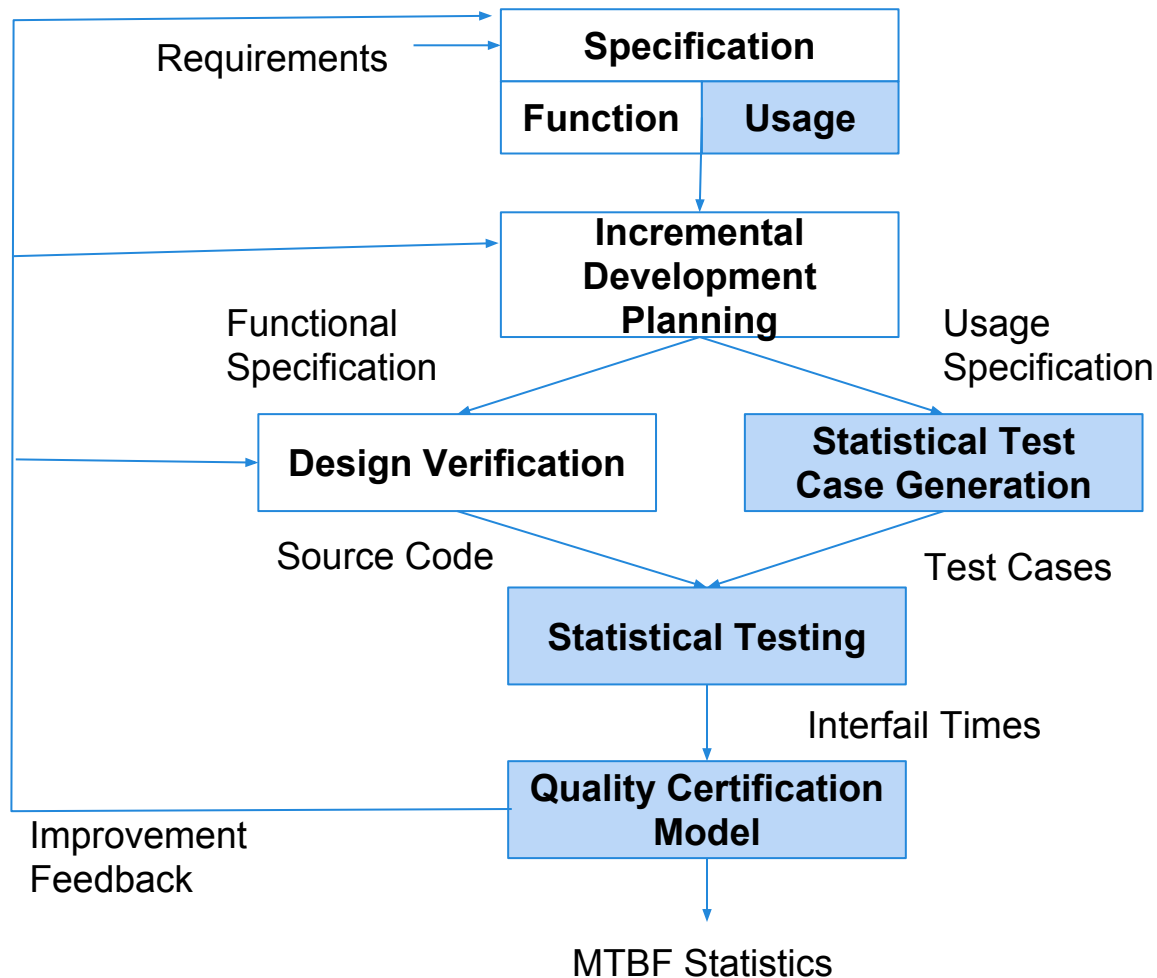 Specification
Requirements
Function
Usage
Incremental
Development
Planning
Functional
Specification
Usage
Specification
Design Verification
Statistical Test
Case Generation
Source Code
Test Cases
Statistical Testing
Interfail Times
Quality Certification
Model
Improvement
Feedback
MTBF Statistics